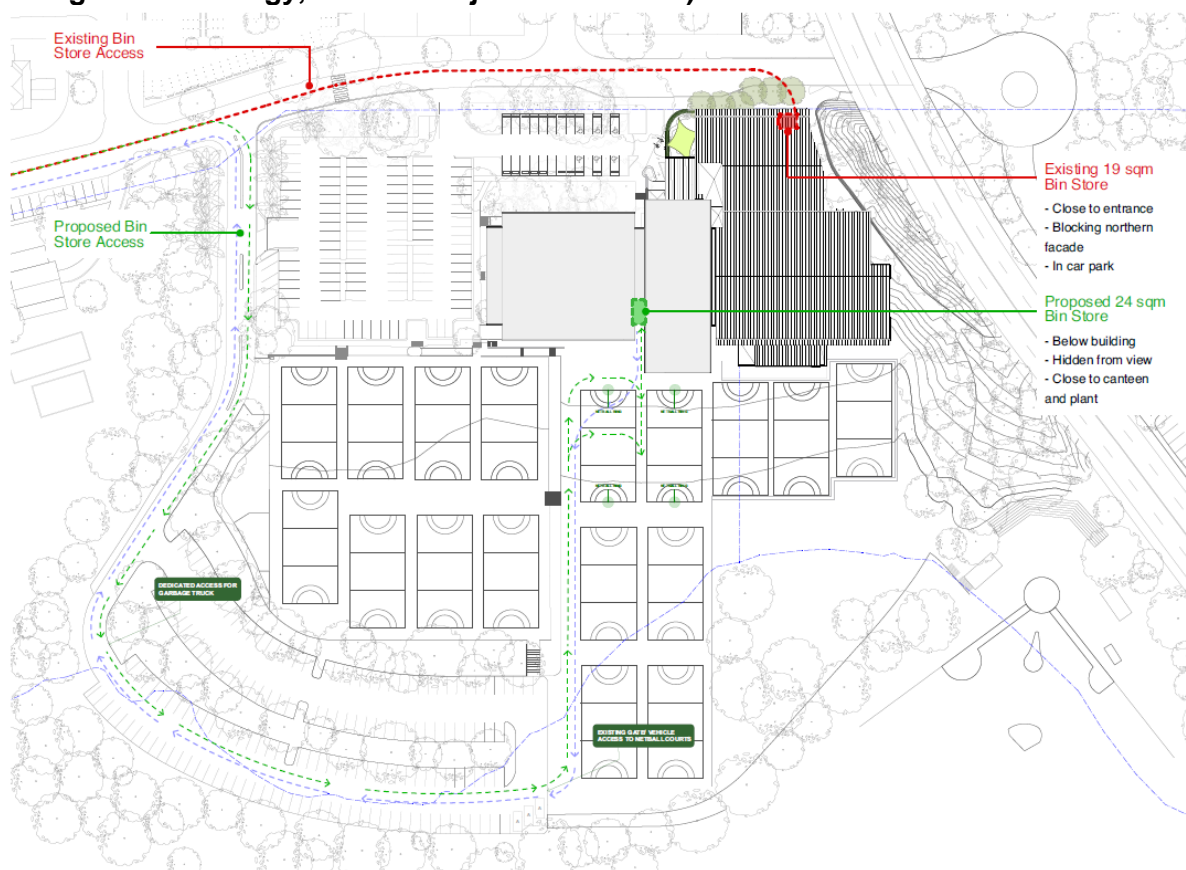 Existing Bin
Store Access
Existing 19 sqm
Bin Store
- Close to entrance
- Blocking northern
facade
- In car park
Proposed Bin
Store Access
Proposed 24 sqm
Bin Store
- Below building
- Hidden from view
- Close to canteen
and plant
DEDICATED ACCESS FOR
GARBAGE TRUCK
EXISTING GATE/ VEHICLE
ACCESS TO NETBALL COURTS